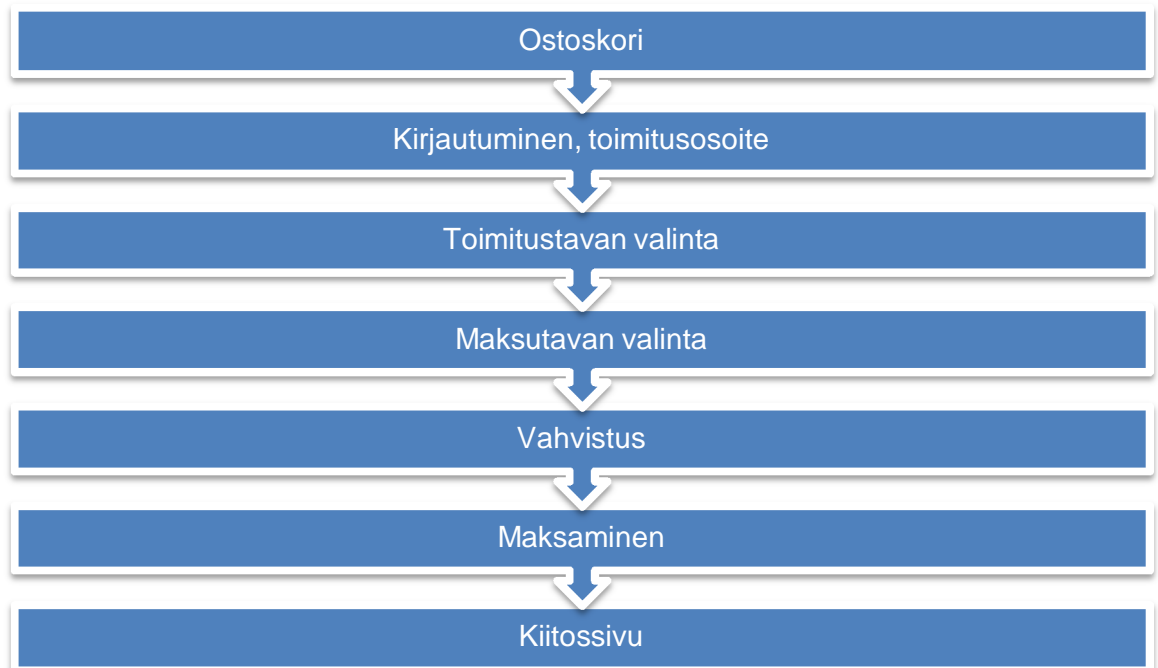 Ostoskori
Kirjautuminen, toimitusosoite
Toimitustavan valinta
Maksutavan valinta
Vahvistus
Maksaminen
Kiitossivu